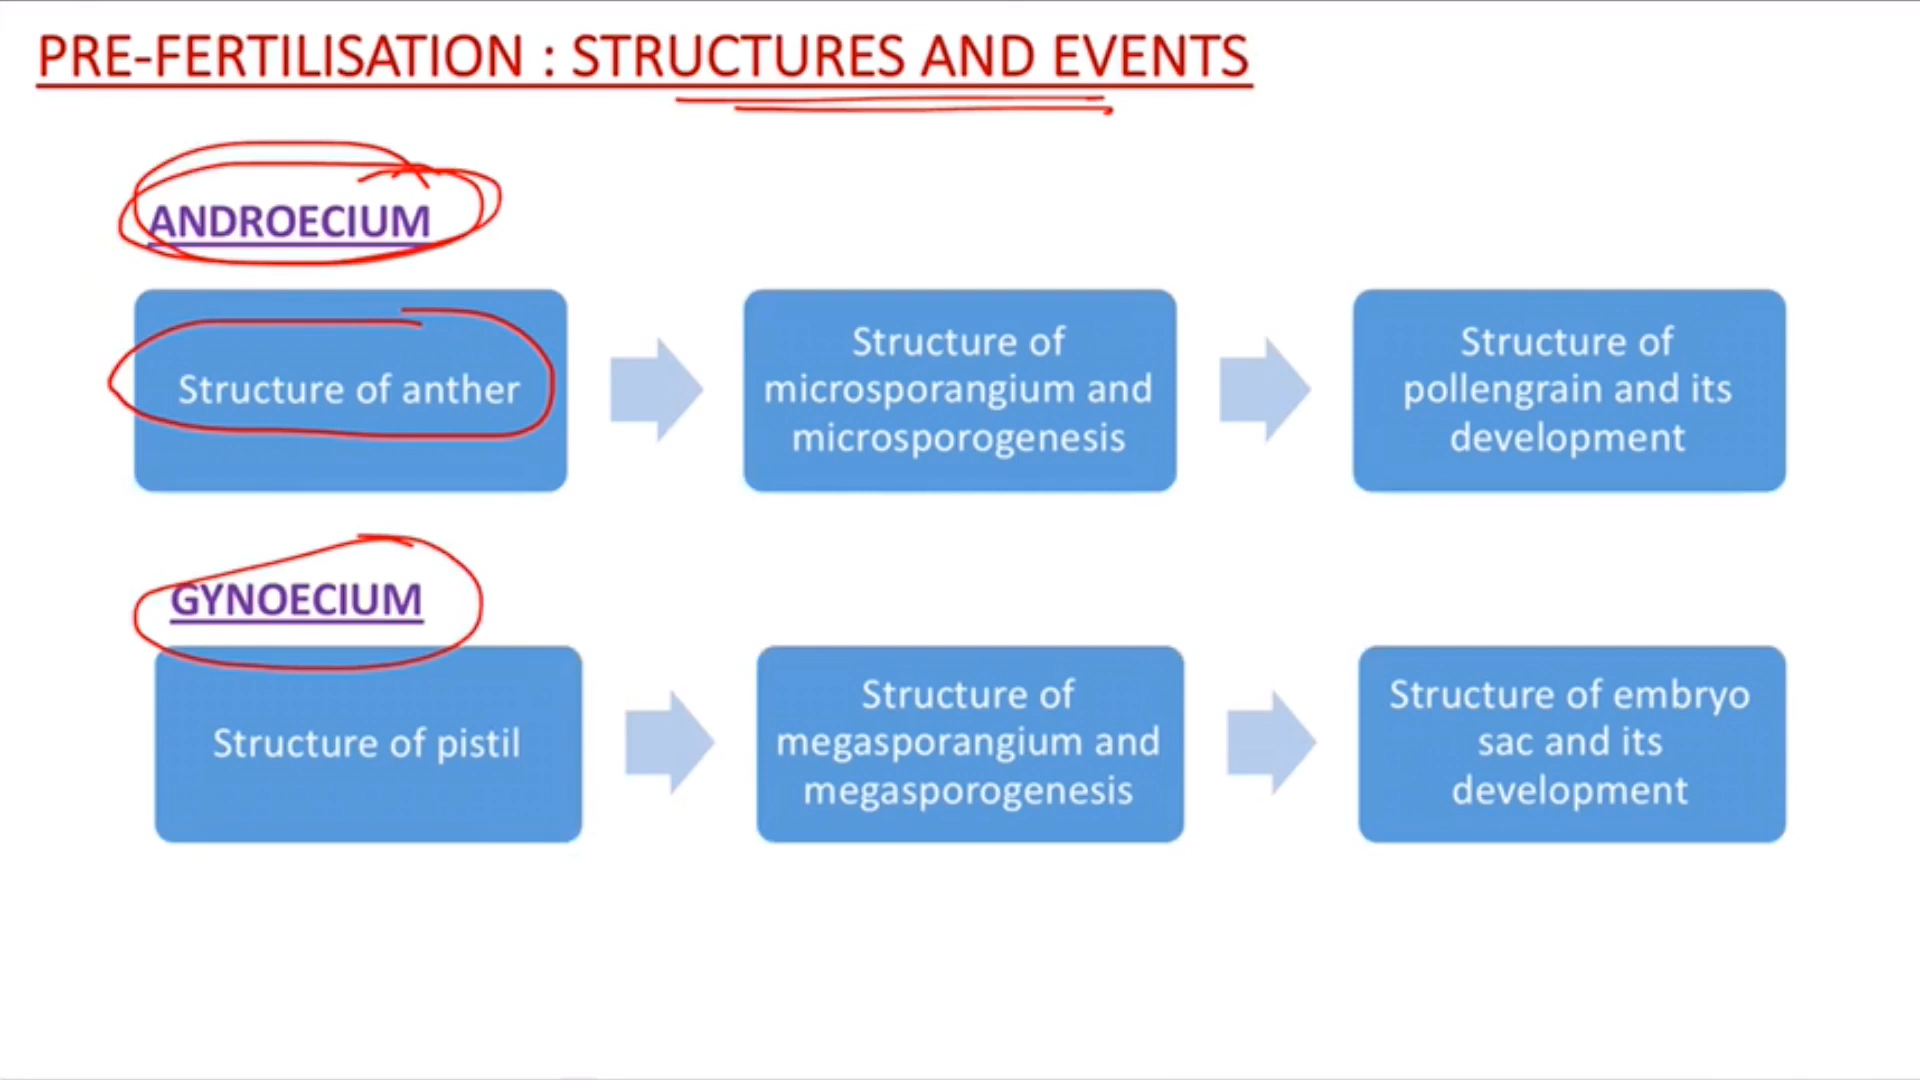 PRE-FERTILISATION : STRUCTURES AND EVENTS
ANDROECIUM
Structure of anther
Structure of
microsporangium and
microsporogenesis
Structure of
pollengrain and its
development
GYNOECIUM
Structure of pistil
Structure of
megasporangium and
megasporogenesis
Structure of embryo
sac and its
development